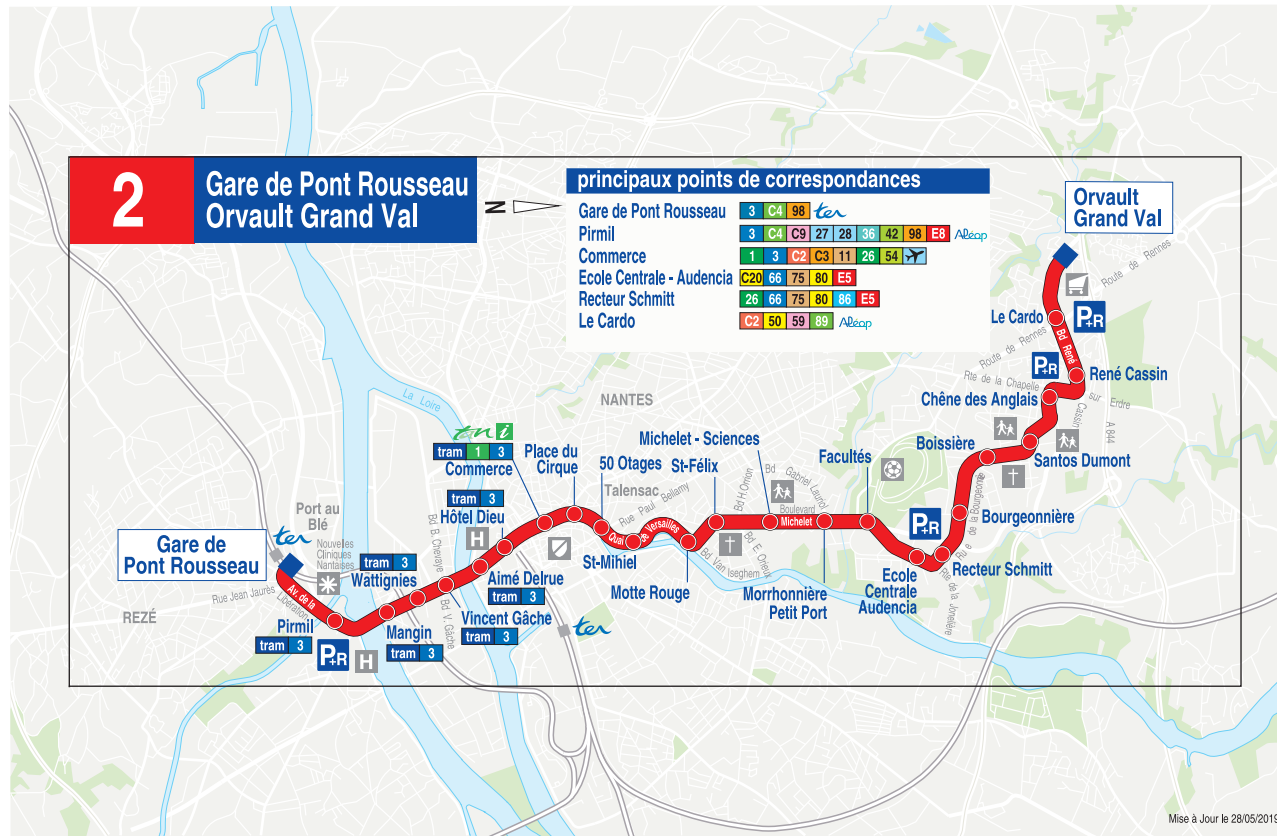 2
Gare de Pont Rousseau
Orvault Grand Val
N
principaux points de correspondances
Gare de Pont Rousseau 3 C4 98 ter
Pirmil 3 C4 C9 27 28 36 42 98 E8 Aléop
Commerce 1 3 C2 C3 11 26 54
Ecole Centrale - Audencia C20 66 75 80 E5
Recteur Schmitt 26 66 75 80 86 E5
Le Cardo C2 50 59 89 Aléop
Orvault
Grand Val
Route de Rennes
Le Cardo
P+R
Bd René
Route de Rennes
P+R
René Cassin
Rte de la Chapelle
sur Erdre
Chêne des Anglais
Cassin
A 844
Boissière
Santos Dumont
Bourgeonnière
Rue de la Bourgeonnière
P+R
Recteur Schmitt
Rte de la Jonelière
Ecole
Centrale
Audencia
Facultés
Morrhonnière
Petit Port
Michelet - Sciences
Bd Gabriel Lauriol
Boulevard
Michelet
Bd H.Orrion
Bd E. Orieux
Bd Van Iseghem
St-Félix
Motte Rouge
Quai de Versailles
Rue Paul Bellamy
NANTES
Talensac
50 Otages
St-Mihiel
Place du
Cirque
La Loire
tan i
tram 1 3
Commerce
tram 3
Hôtel Dieu
H
Aimé Delrue
tram 3
Vincent Gâche
tram 3
ter
Bd B. Chevaye
Bd V. Gâche
tram 3
Wattignies
Mangin
tram 3
Port au
Blé
Nouvelles
Cliniques
Nantaises
ter
Gare de
Pont Rousseau
Rue Jean Jaurès
Av. de la
Libération
REZÉ
Pirmil
tram 3
P+R
H
Mise à Jour le 28/05/2019